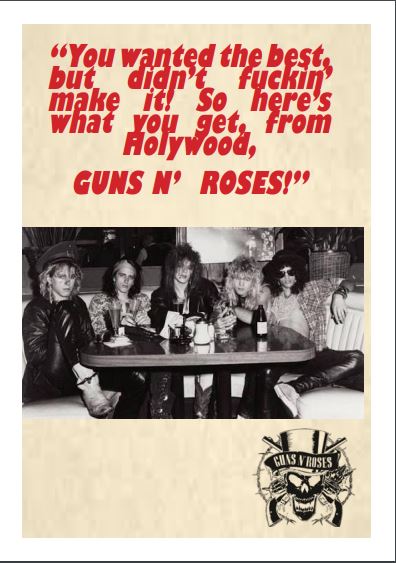 “You wanted the best,
but didn’t fuckin’
make it! So here’s
what you get, from
Holywood,
GUNS N’ ROSES!”
GUNS N' ROSES